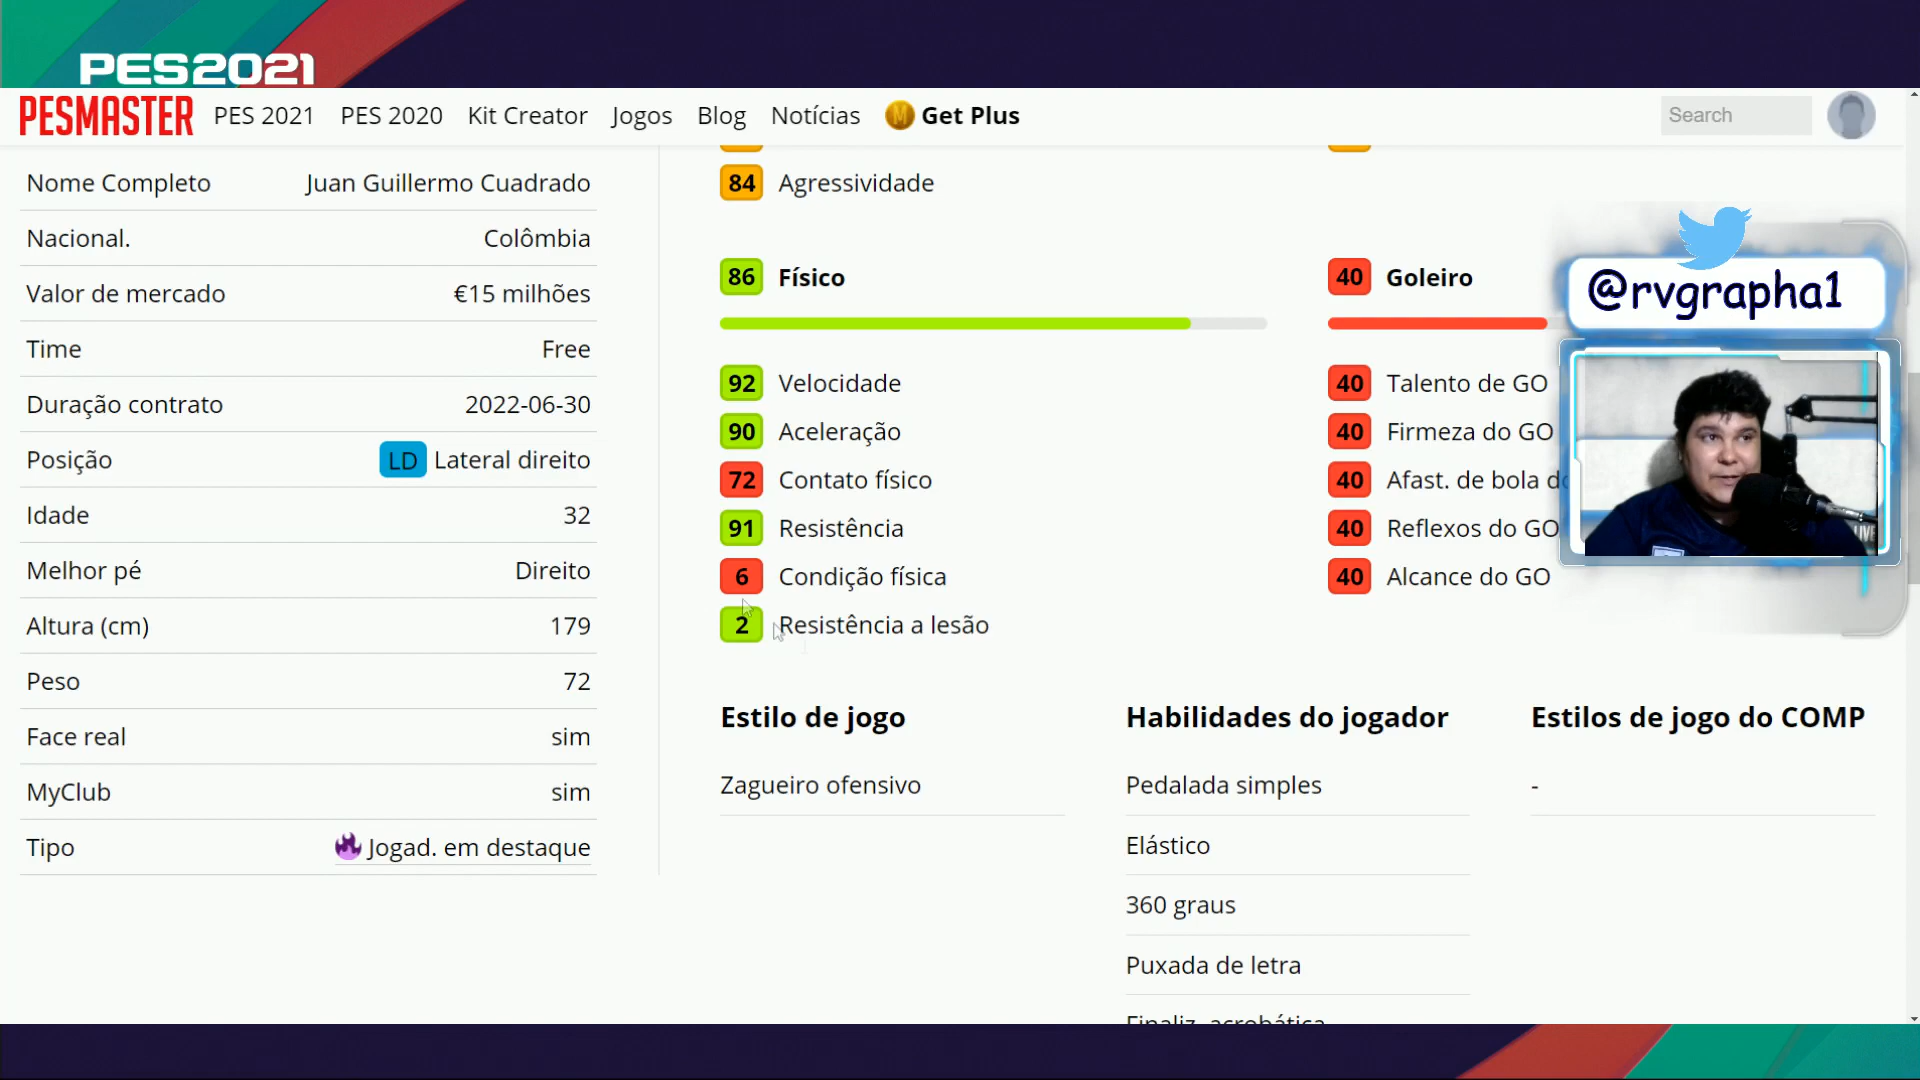 PES2021
PESMASTER PES 2021 PES 2020 Kit Creator Jogos Blog Notícias M Get Plus Search
Nome Completo Juan Guillermo Cuadrado
Nacional. Colômbia
Valor de mercado €15 milhões
Time Free
Duração contrato 2022-06-30
Posição LD Lateral direito
Idade 32
Melhor pé Direito
Altura (cm) 179
Peso 72
Face real sim
MyClub sim
Tipo Jogad. em destaque
84 Agressividade
86 Físico
92 Velocidade
90 Aceleração
72 Contato físico
91 Resistência
6 Condição física
2 Resistência a lesão
40 Goleiro
40 Talento de GO
40 Firmeza do GO
40 Afast. de bola do
40 Reflexos do GO
40 Alcance do GO
@rvgrapha1
LIVE
Estilo de jogo
Zagueiro ofensivo
Habilidades do jogador
Pedalada simples
Elástico
360 graus
Puxada de letra
Finaliz. acrobática
Estilos de jogo do COMP
-